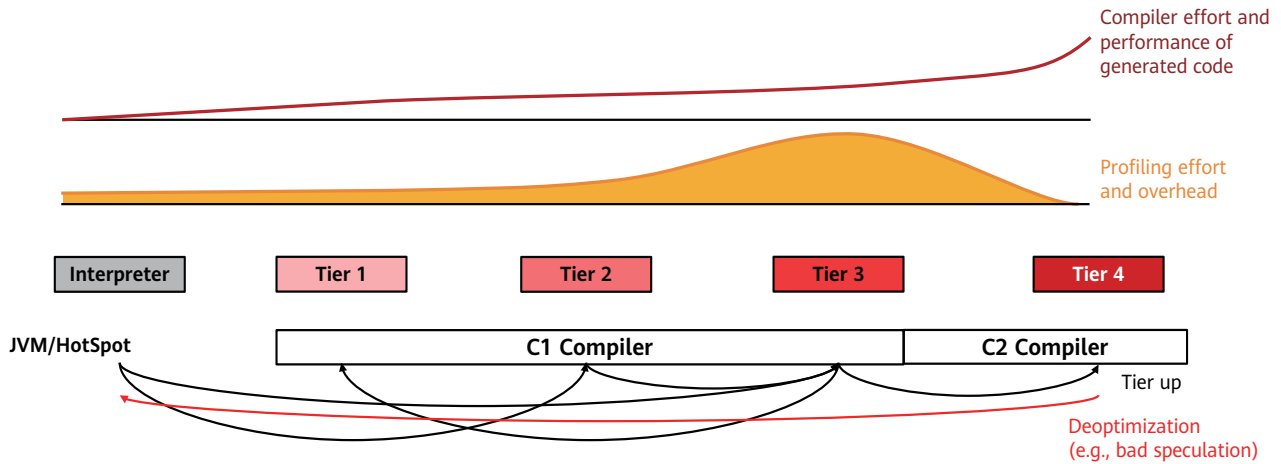 Compiler effort and
performance of
generated code
Profiling effort
and overhead
Interpreter
Tier 1
Tier 2
Tier 3
Tier 4
JVM/HotSpot
C1 Compiler
C2 Compiler
Tier up
Deoptimization
(e.g., bad speculation)